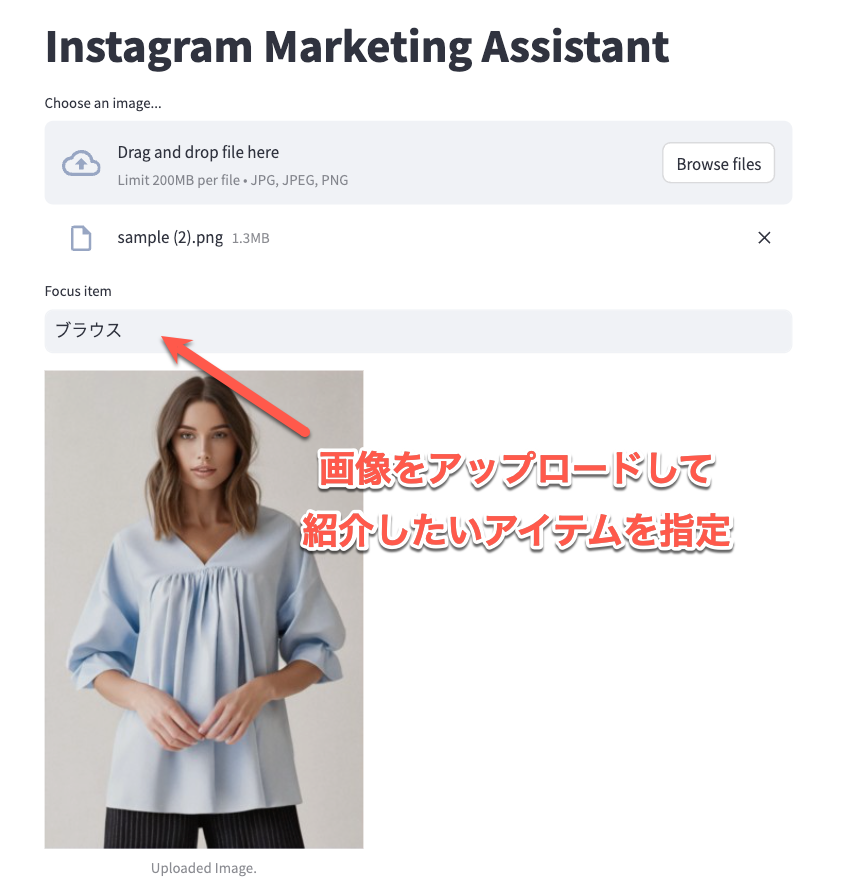 Instagram Marketing Assistant
Choose an image...
Drag and drop file here
Limit 200MB per file • JPG, JPEG, PNG
Browse files
sample (2).png 1.3MB
Focus item
ブラウス
画像をアップロードして
紹介したいアイテムを指定
Uploaded Image.